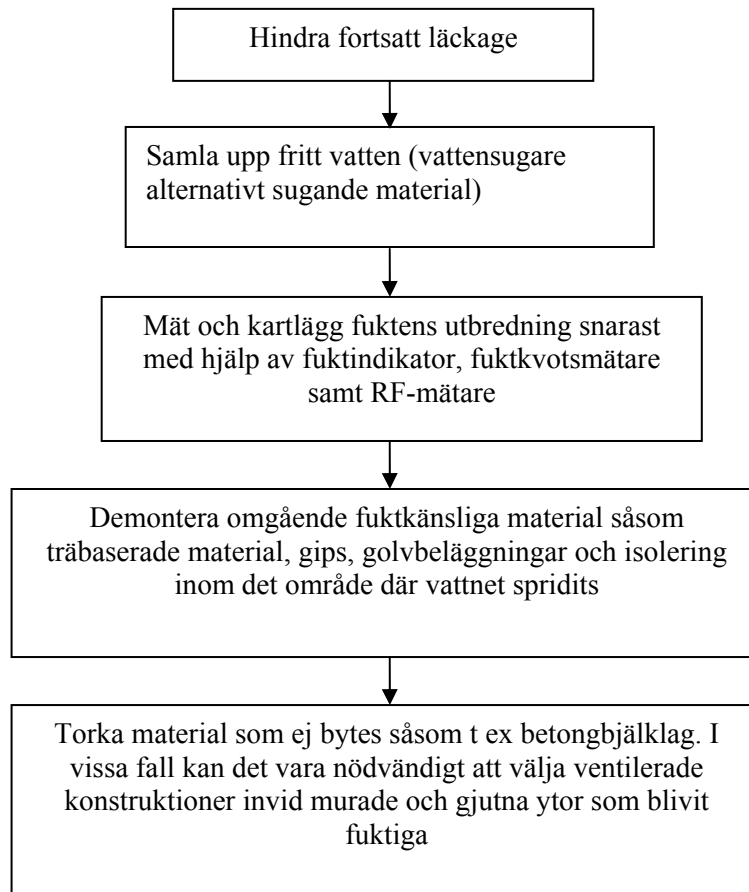 Hindra fortsatt läckage
Samla upp fritt vatten (vattensugare
alternativt sugande material)
Mät och kartlägg fuktens utbredning snarast
med hjälp av fuktindikator, fuktkvotsmätare
samt RF-mätare
Demontera omgående fuktkänsliga material såsom
träbaserade material, gips, golvbeläggningar och isolering
inom det område där vattnet spridits
Torka material som ej bytes såsom t ex betongbjälklag. I
vissa fall kan det vara nödvändigt att välja ventilerade
konstruktioner invid murade och gjutna ytor som blivit
fuktiga